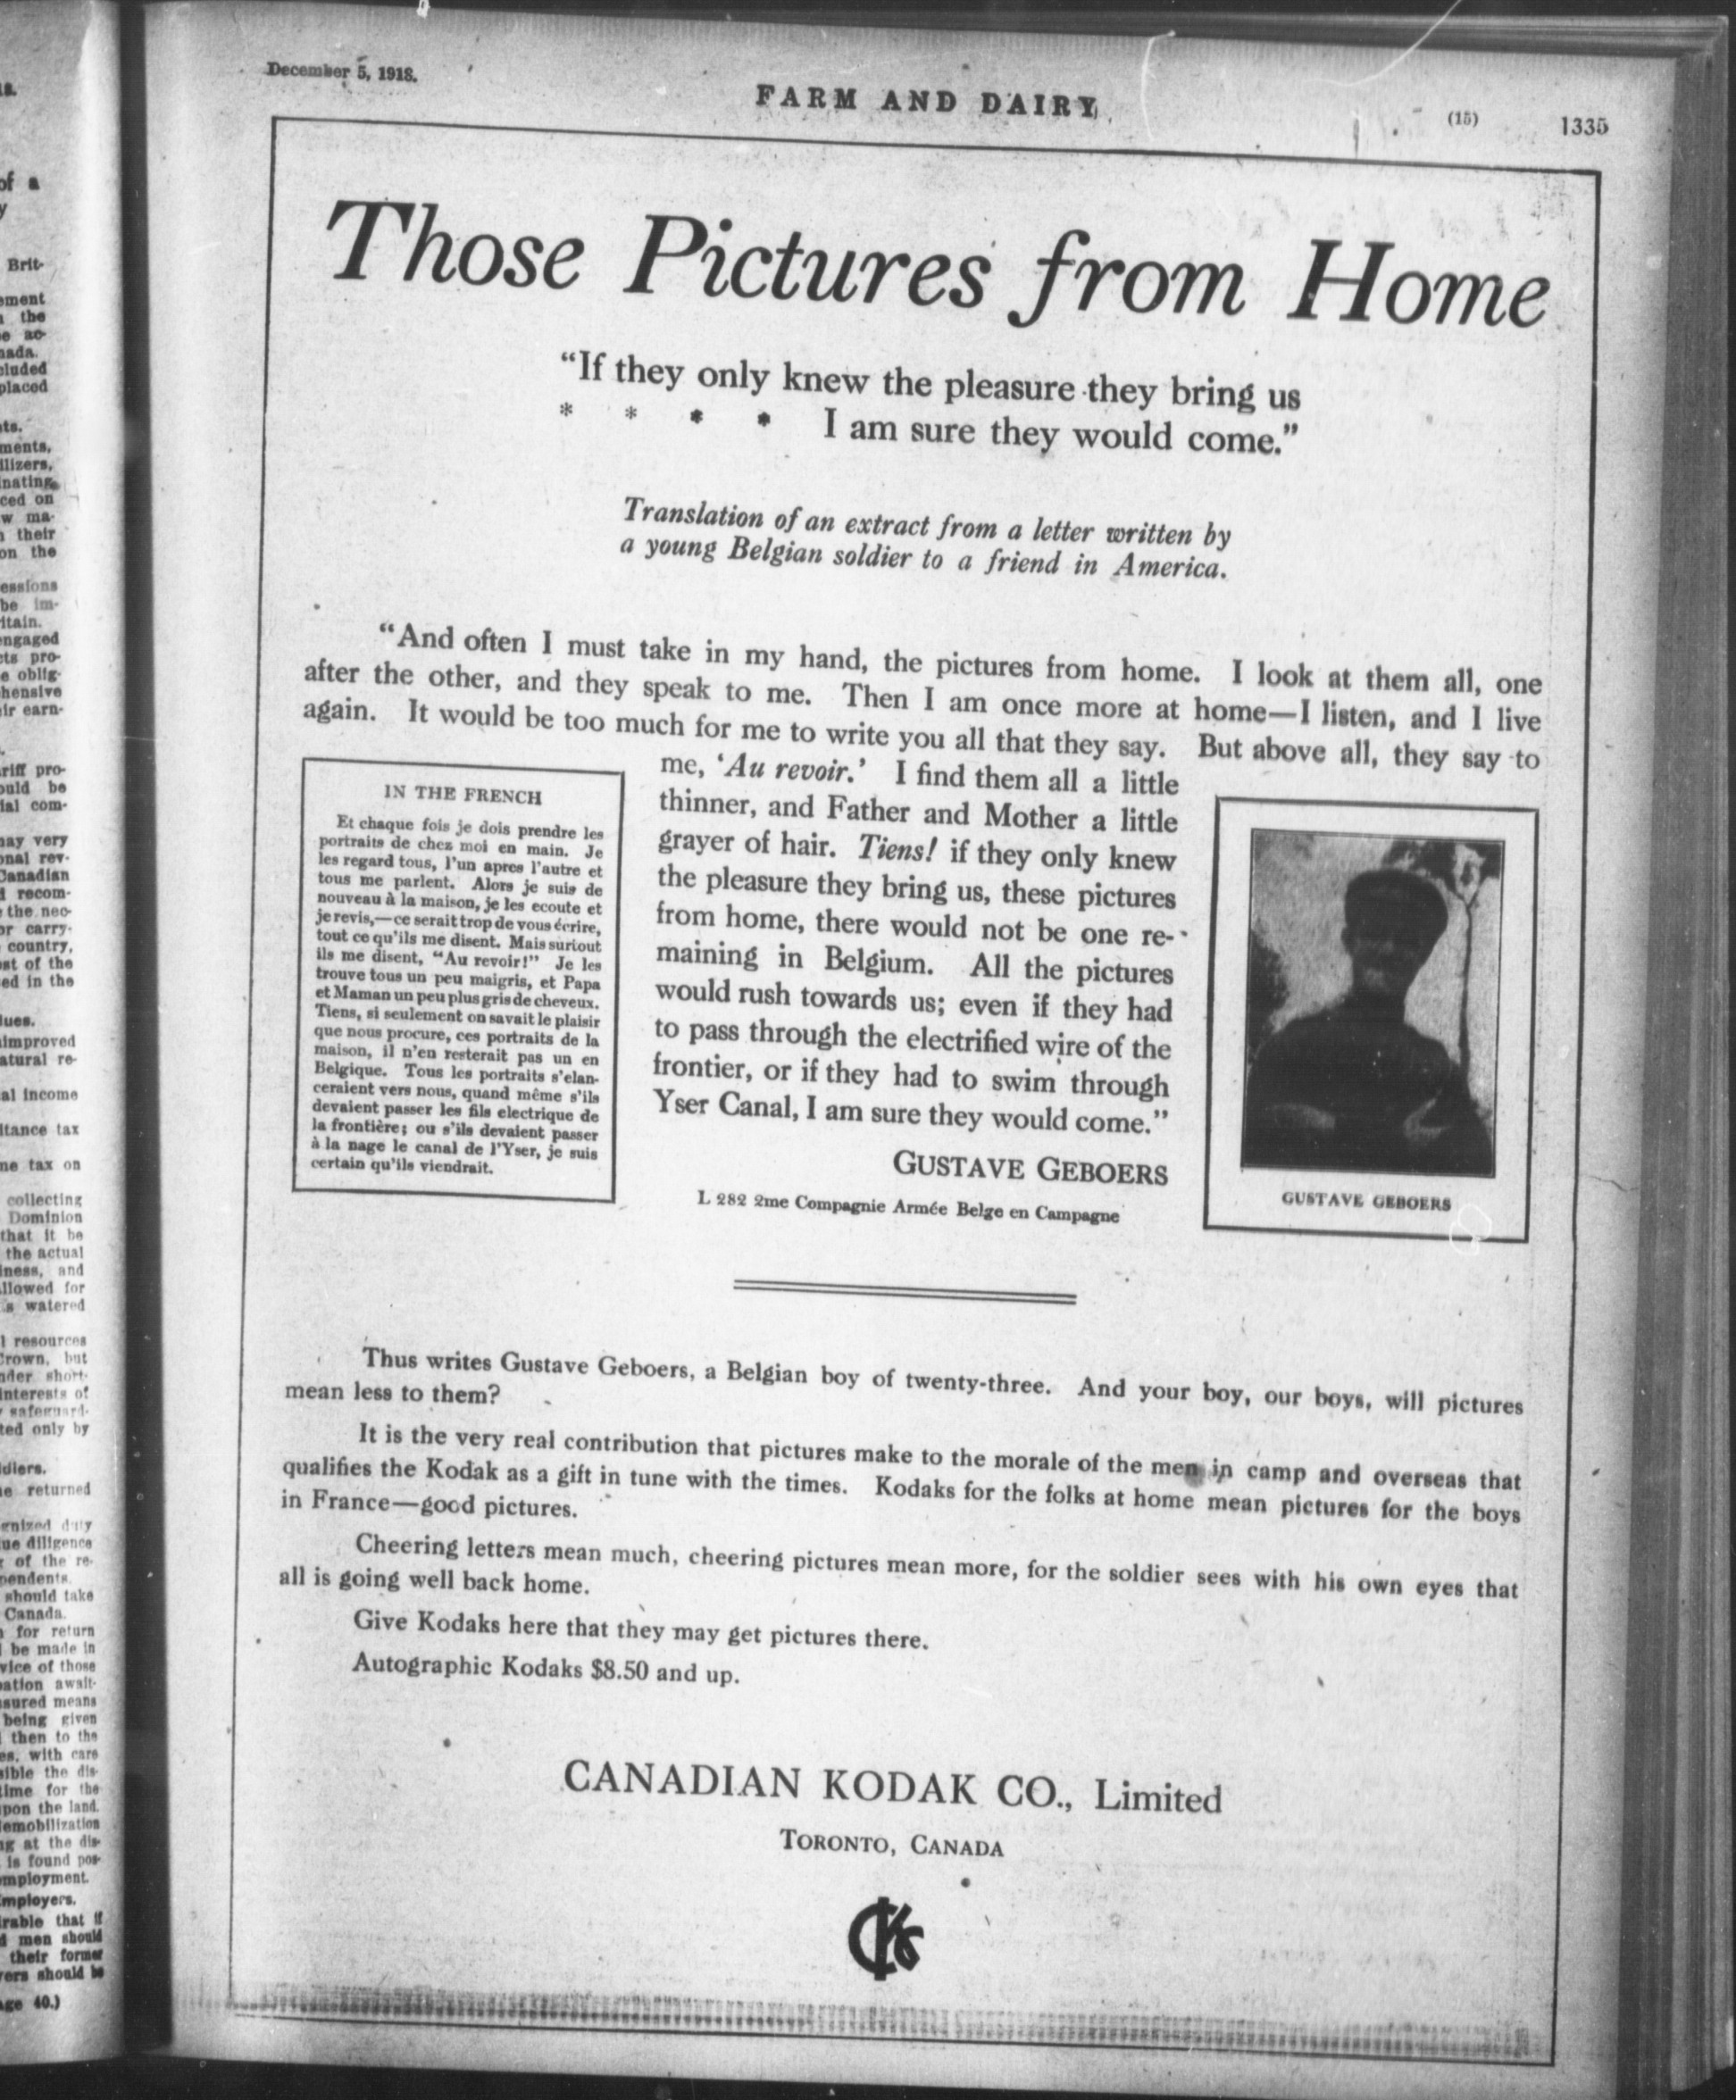 December 5, 1918.
FARM AND DAIRY
(15)
1335
Those Pictures from Home
“If they only knew the pleasure they bring us
* * * * I am sure they would come.”
Translation of an extract from a letter written by
a young Belgian soldier to a friend in America.
“And often I must take in my hand, the pictures from home. I look at them all, one
after the other, and they speak to me. Then I am once more at home—I listen, and I live
again. It would be too much for me to write you all that they say. But above all, they say to
me, ‘Au revoir.’ I find them all a little
thinner, and Father and Mother a little
grayer of hair. Tiens! if they only knew
the pleasure they bring us, these pictures
from home, there would not be one re-
maining in Belgium. All the pictures
would rush towards us; even if they had
to pass through the electrified wire of the
frontier, or if they had to swim through
Yser Canal, I am sure they would come.”
GUSTAVE GEBOERS
L 282 2me Compagnie Armée Belge en Campagne
IN THE FRENCH
Et chaque fois je dois prendre les
portraits de chez moi en main. Je
les regard tous, l’un apres l’autre et
tous me parlent. Alors je suis de
nouveau à la maison, je les ecoute et
je revis,—ce serait trop de vous écrire,
tout ce qu’ils me disent. Mais surtout
ils me disent, “Au revoir!” Je les
trouve tous un peu maigris, et Papa
et Maman un peu plus gris de cheveux.
Tiens, si seulement on savait le plaisir
que nous procure, ces portraits de la
maison, il n’en resterait pas un en
Belgique. Tous les portraits s’elan-
ceraient vers nous, quand même s’ils
devaient passer les fils electrique de
la frontière; ou s’ils devaient passer
à la nage le canal de l’Yser, je suis
certain qu’ils viendrait.
GUSTAVE GEBOERS
Thus writes Gustave Geboers, a Belgian boy of twenty-three. And your boy, our boys, will pictures
mean less to them?
It is the very real contribution that pictures make to the morale of the men in camp and overseas that
qualifies the Kodak as a gift in tune with the times. Kodaks for the folks at home mean pictures for the boys
in France—good pictures.
Cheering letters mean much, cheering pictures mean more, for the soldier sees with his own eyes that
all is going well back home.
Give Kodaks here that they may get pictures there.
Autographic Kodaks $8.50 and up.
CANADIAN KODAK CO., Limited
TORONTO, CANADA